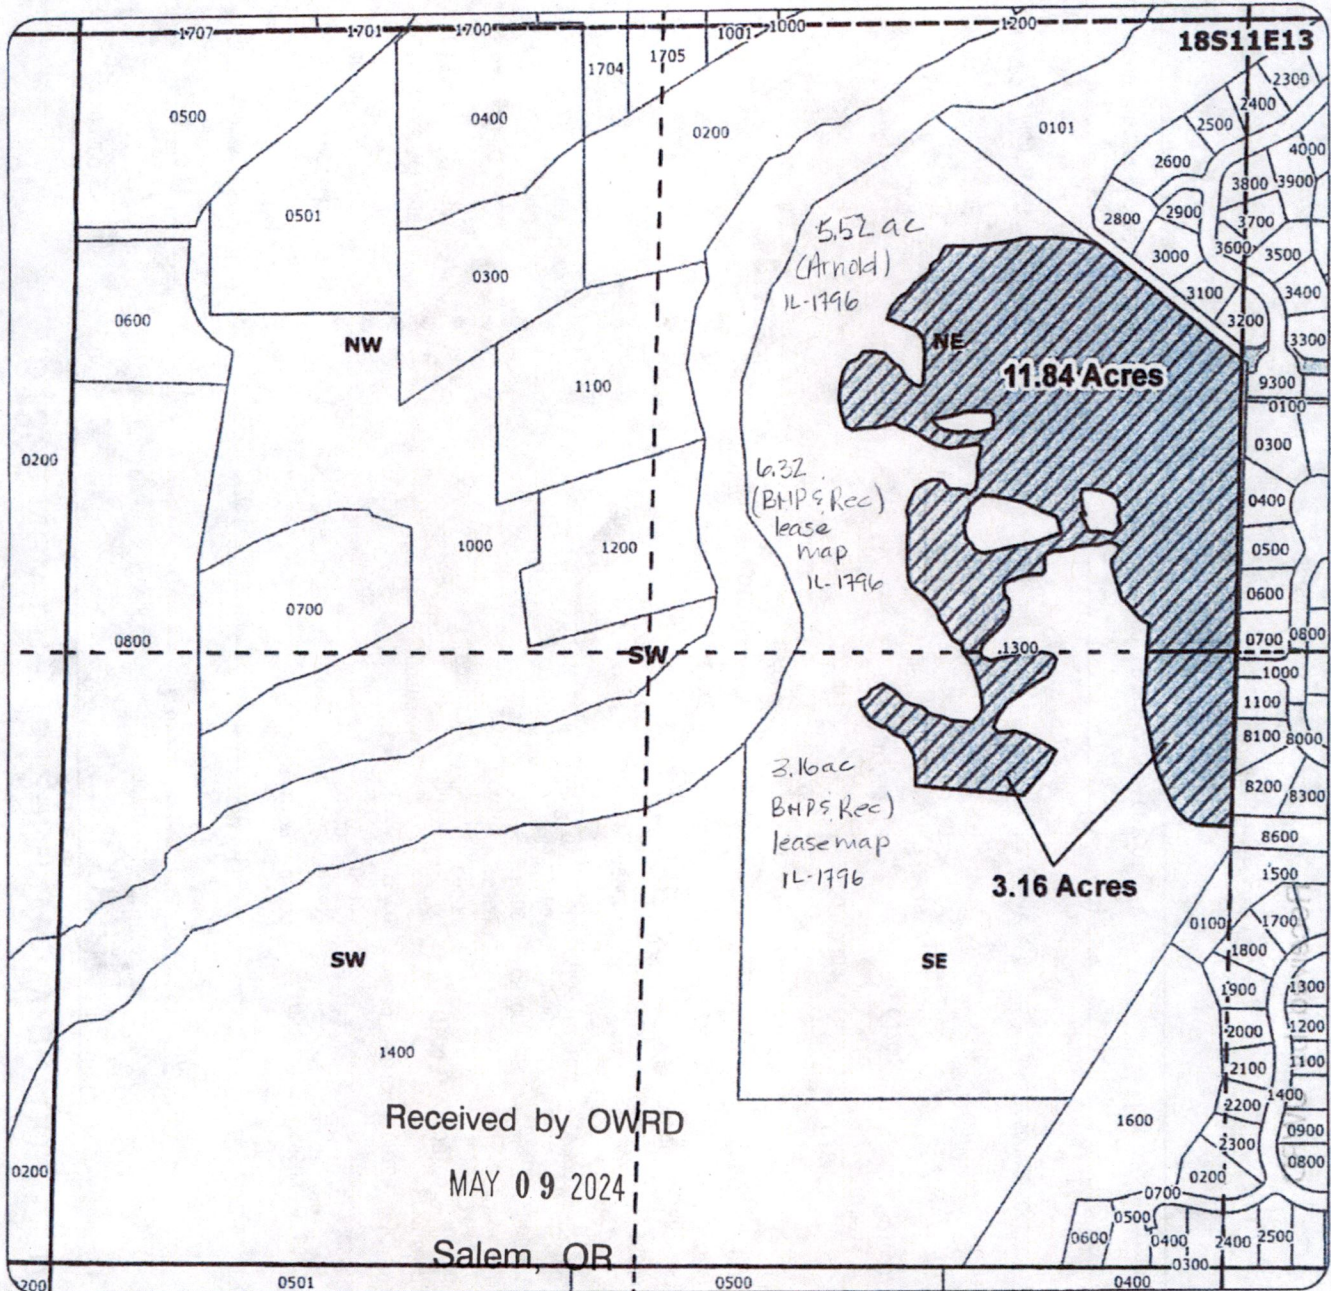 1707 1701 1700 1001 1000 1200
18S11E13
1704 1705
2300
2400
0500 0400 0200 0101 2500
4000
2600
3800 3900
0501 2800 2900 3700
5.52 ac
(Arnold)
IL-1796
3600 3500
3000
0300 3100 3400
0600 3200
NW NE 3300
1100 11.84 Acres 9300
0100
0200 0300
6.32
(BMP & Rec)
lease
map
IL-1796
0400
1000 1200 0500
0700 0600
0800 SW 1300 0700 0800
1000
1100
8100 8000
3.16 ac
BMP & Rec)
lease map
IL-1796
8200 8300
8600
3.16 Acres 1500
0100 1700
1800
SW SE 1900 1300
2000 1200
1400 2100 1100
1400
Received by OWRD 1600 2200 0900
2300 0800
0200 MAY 09 2024 0200
0700
0500
Salem, OR 0600 0400 2400 2500
0300
200 0501 0500 0400